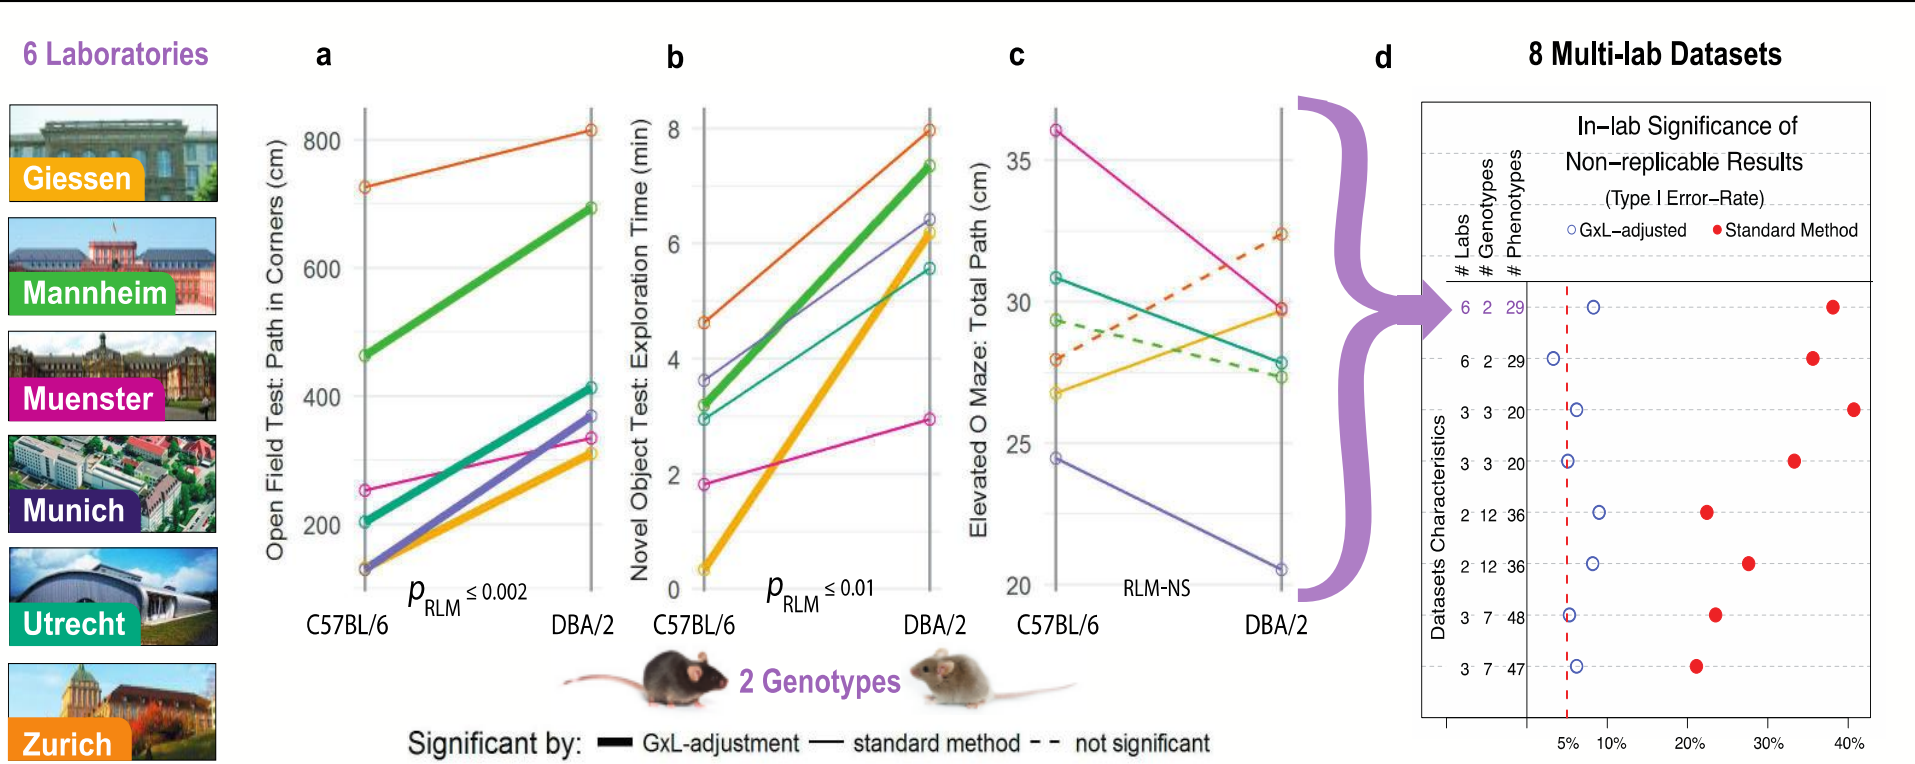 6 Laboratories
Giessen
Mannheim
Muenster
Munich
Utrecht
Zurich
a
Open Field Test: Path in Corners (cm)
800
600
400
200
pRLM ≤ 0.002
C57BL/6 DBA/2
b
Novel Object Test: Exploration Time (min)
8
6
4
2
0
pRLM ≤ 0.01
C57BL/6 DBA/2
c
Elevated O Maze: Total Path (cm)
35
30
25
20
RLM-NS
C57BL/6 DBA/2
2 Genotypes
Significant by: GxL-adjustment standard method not significant
d
8 Multi-lab Datasets
In–lab Significance of
Non–replicable Results
(Type I Error–Rate)
GxL–adjusted Standard Method
# Labs
# Genotypes
# Phenotypes
Datasets Characteristics
6 2 29
6 2 29
3 3 20
3 3 20
2 12 36
2 12 36
3 7 48
3 7 47
5% 10% 20% 30% 40%